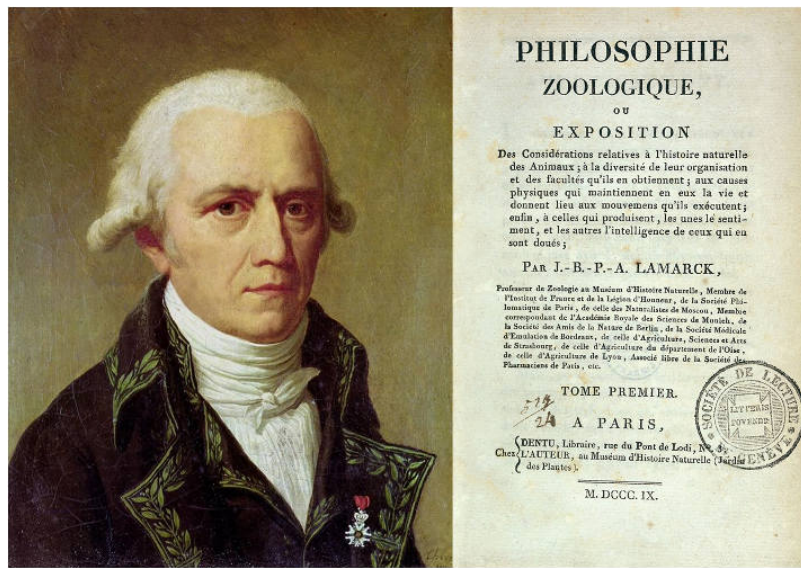 PHILOSOPHIE
ZOOLOGIQUE,
OU
EXPOSITION
Des Considérations relatives à l'histoire naturelle
des Animaux ; à la diversité de leur organisation
et des facultés qu'ils en obtiennent ; aux causes
physiques qui maintiennent en eux la vie et
donnent lieu aux mouvemens qu'ils exécutent ;
enfin , à celles qui produisent , les unes le senti-
ment , et les autres l'intelligence de ceux qui en
sont doués ;
PAR J.-B.-P.-A. LAMARCK,
Professeur de Zoologie au Muséum d'Histoire Naturelle , Membre de
l'Institut de France et de la Légion d'Honneur , de la Société Phi-
lomatique de Paris , de celle des Naturalistes de Moscou , Membre
correspondant de l'Académie Royale des Sciences de Munich , de
la Société des Amis de la Nature de Berlin , de la Société Médicale
d'Emulation de Bordeaux , de celle d'Agriculture, Sciences et Arts
de Strasbourg , de celle d'Agriculture du département de l'Oise ,
de celle d'Agriculture de Lyon , Associé libre de la Société des
Pharmaciens de Paris , etc.
TOME PREMIER.
24
A PARIS,
DENTU, Libraire, rue du Pont de Lodi,
Chez L'AUTEUR, au Muséum d'Histoire Naturelle (Jardin
des Plantes).
M. DCCC. IX.
SOCIÉTÉ DE LECTURE
GENÈVE